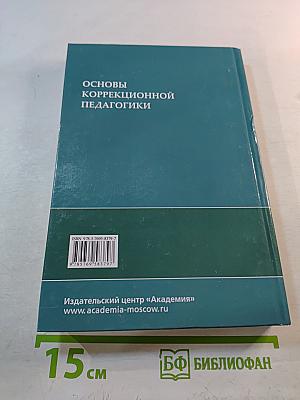 ОСНОВЫ
КОРРЕКЦИОННОЙ
ПЕДАГОГИКИ
Издательский центр «Академия»
www.academia-moscow.ru
15 см
БФ БИБЛИОФАН